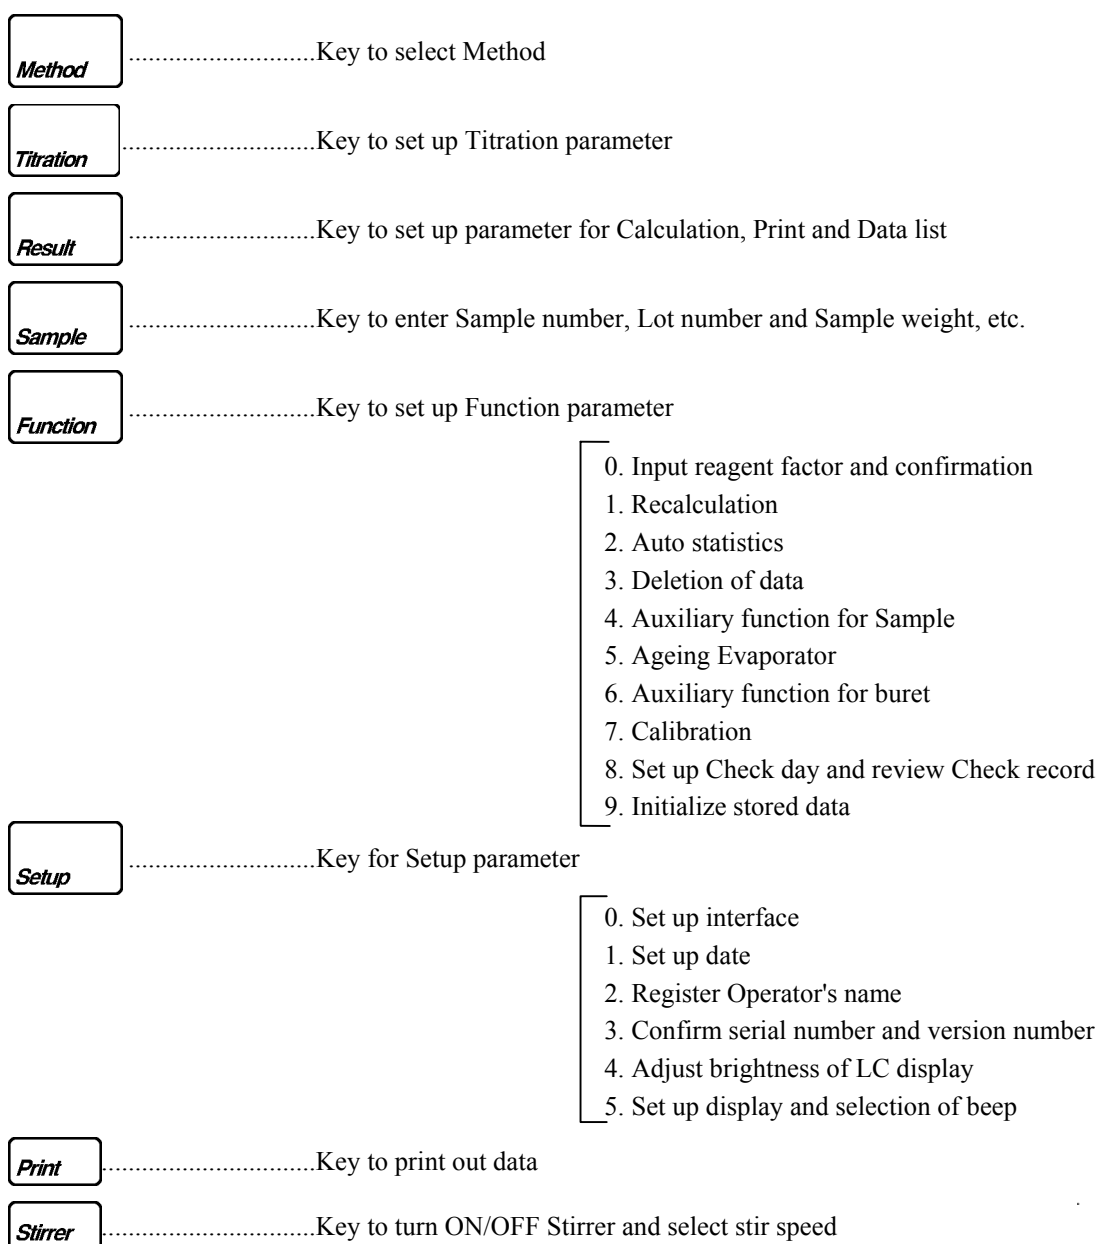 Method ............................Key to select Method
Titration .............................Key to set up Titration parameter
Result ............................Key to set up parameter for Calculation, Print and Data list
Sample ............................Key to enter Sample number, Lot number and Sample weight, etc.
Function ............................Key to set up Function parameter
0. Input reagent factor and confirmation
1. Recalculation
2. Auto statistics
3. Deletion of data
4. Auxiliary function for Sample
5. Ageing Evaporator
6. Auxiliary function for buret
7. Calibration
8. Set up Check day and review Check record
9. Initialize stored data
Setup ............................Key for Setup parameter
0. Set up interface
1. Set up date
2. Register Operator's name
3. Confirm serial number and version number
4. Adjust brightness of LC display
5. Set up display and selection of beep
Print ................................Key to print out data
Stirrer ................................Key to turn ON/OFF Stirrer and select stir speed